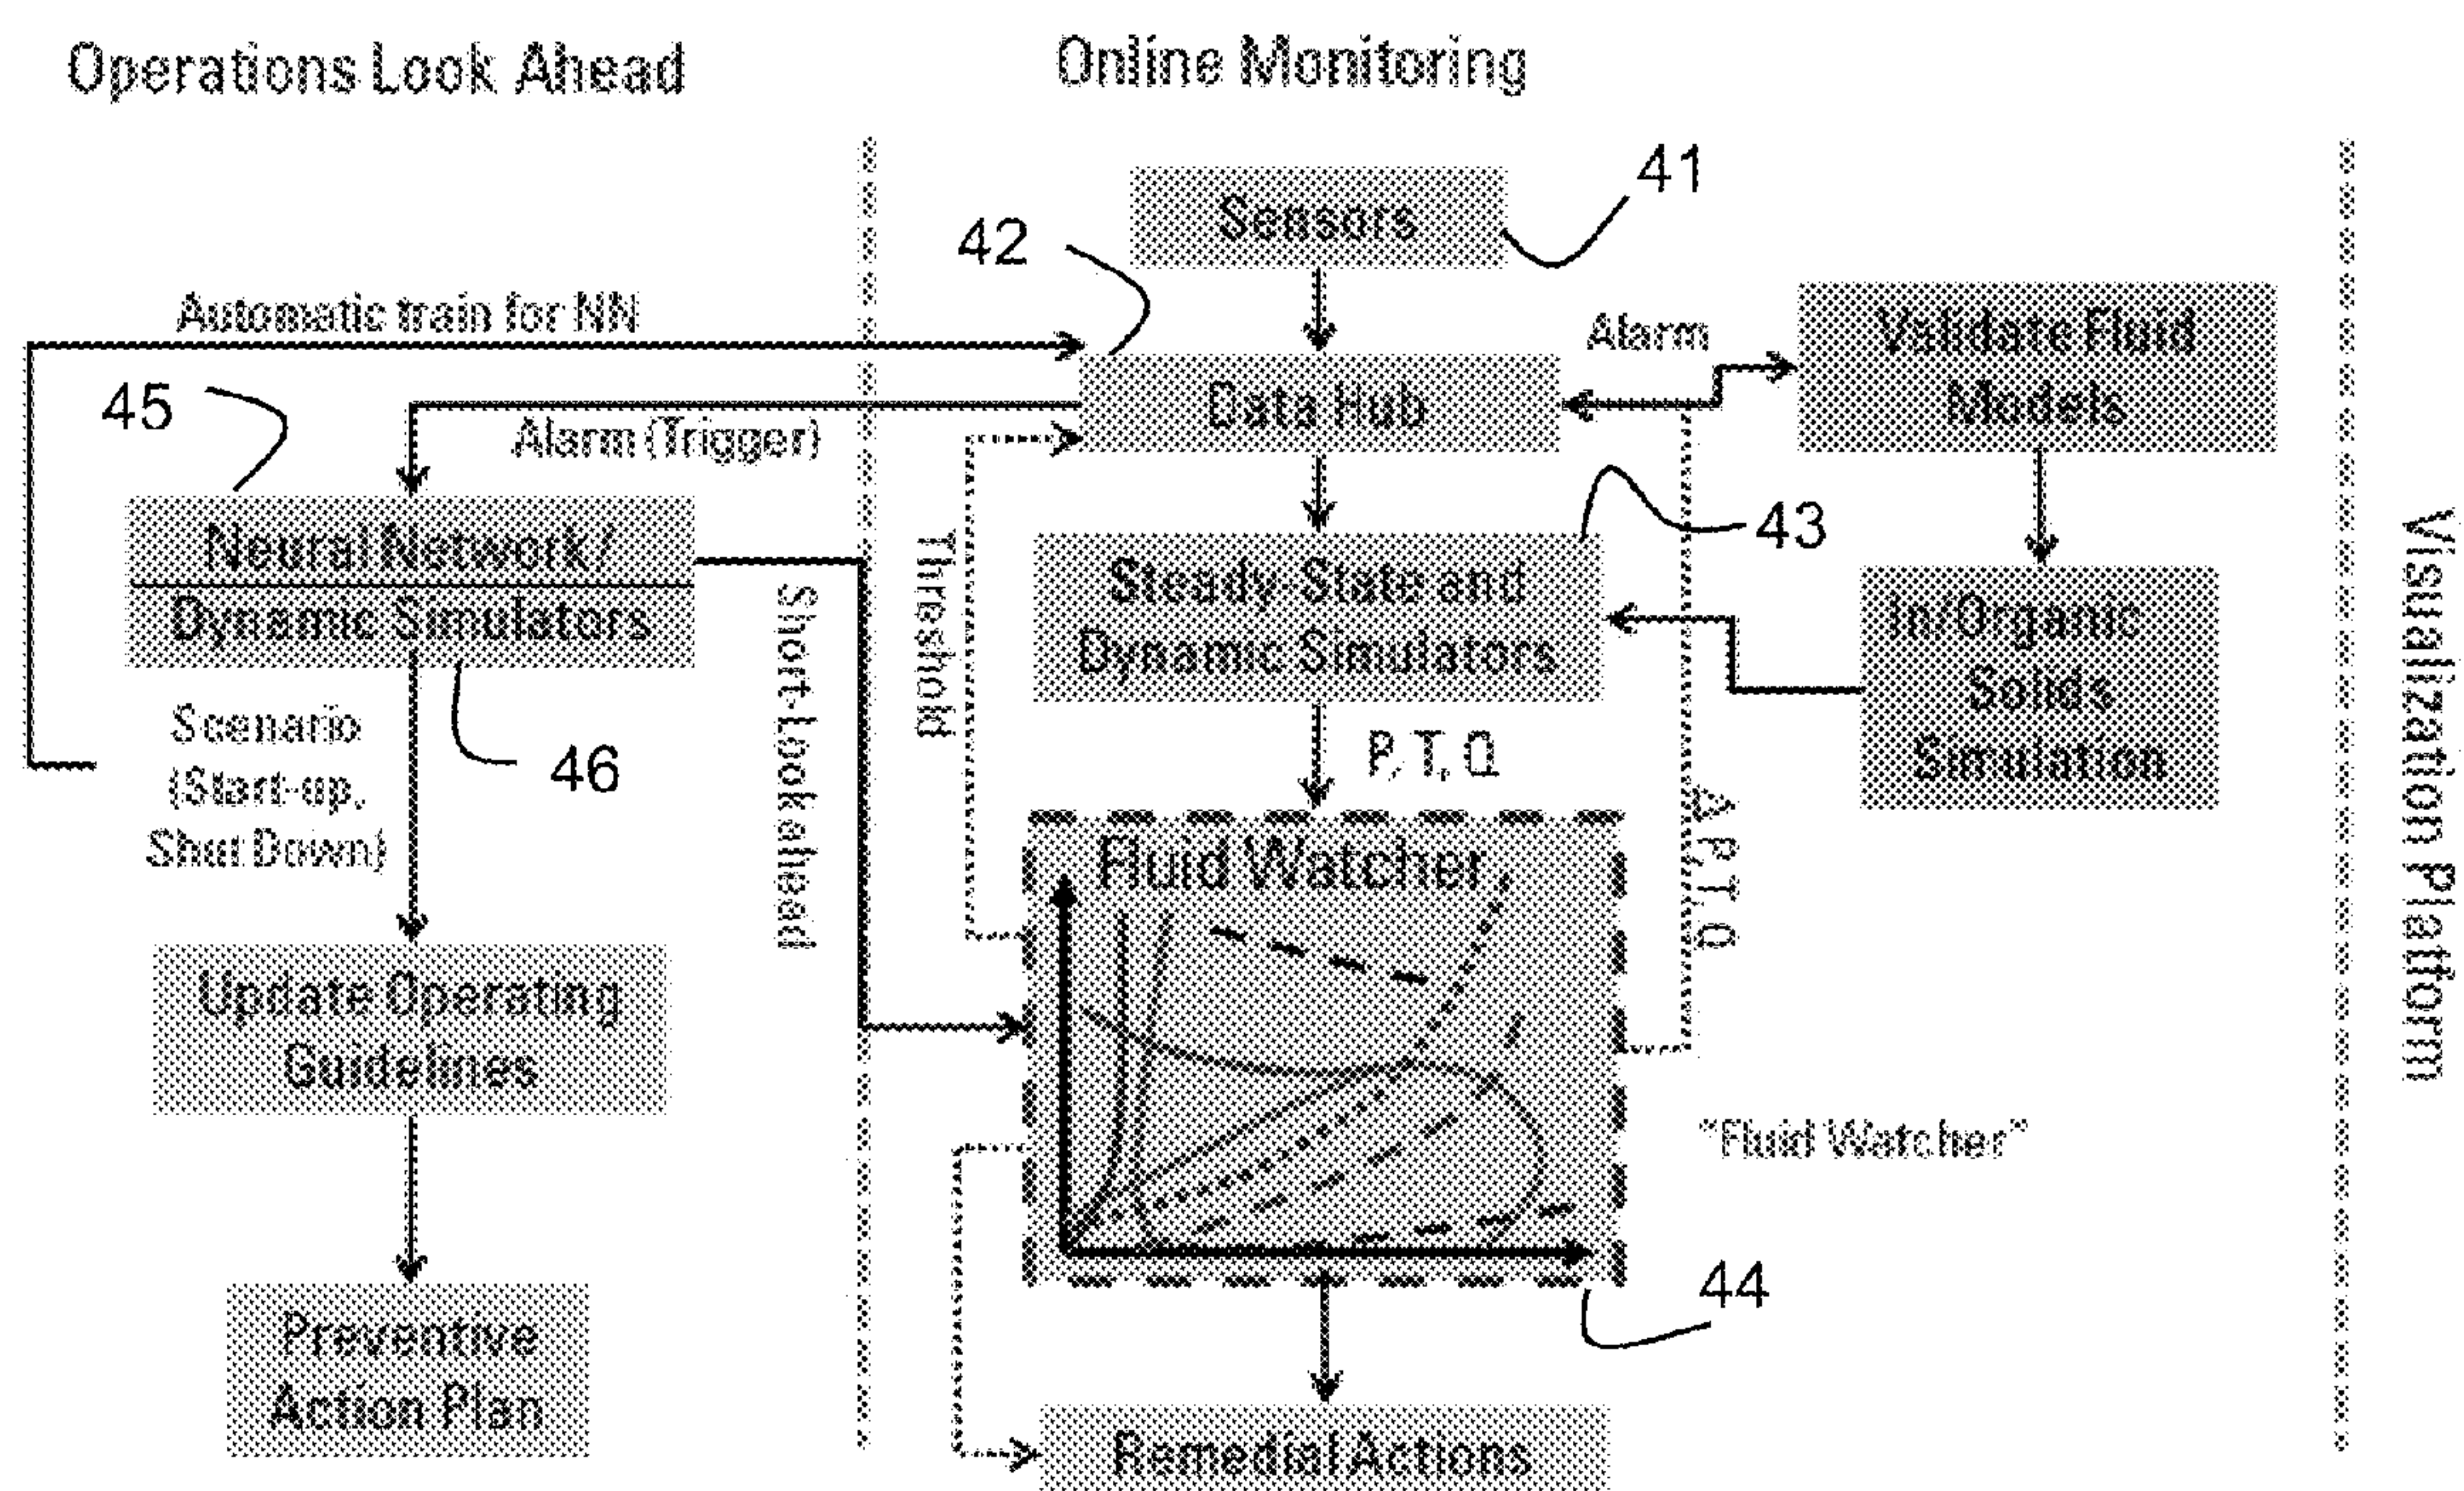 Operations Look Ahead
Online Monitoring
Sensors
41
42
Automatic train for NN
Alarm
Validate Fluid
Models
Data Hub
45
Alarm (Trigger)
Neural Network/
Dynamic Simulators
43
Steady-State and
Dynamic Simulators
In/Organic
Solids
Simulation
Threshold
Short-Look ahead
Scenario
(Start-up,
Shut Down)
46
P, T, Q
Δ P, T, Q
Fluid Watcher
Update Operating
Guidelines
"Fluid Watcher"
44
Preventive
Action Plan
Remedial Actions
Visualization Platform